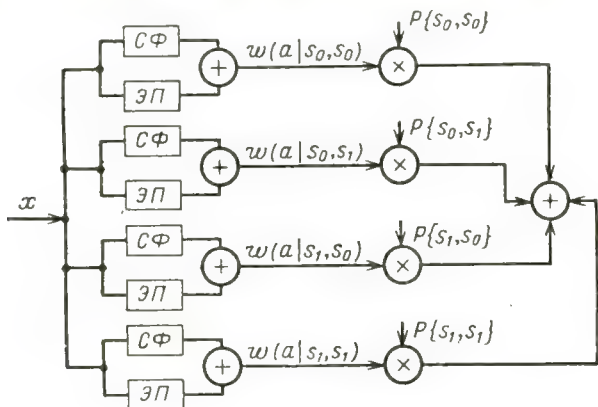 P{s₀,s₀}
СФ
w(a|s₀,s₀)
ЭП
P{s₀,s₁}
СФ
w(a|s₀,s₁)
ЭП
x
P{s₁,s₀}
СФ
w(a|s₁,s₀)
ЭП
P{s₁,s₁}
СФ
w(a|s₁,s₁)
ЭП